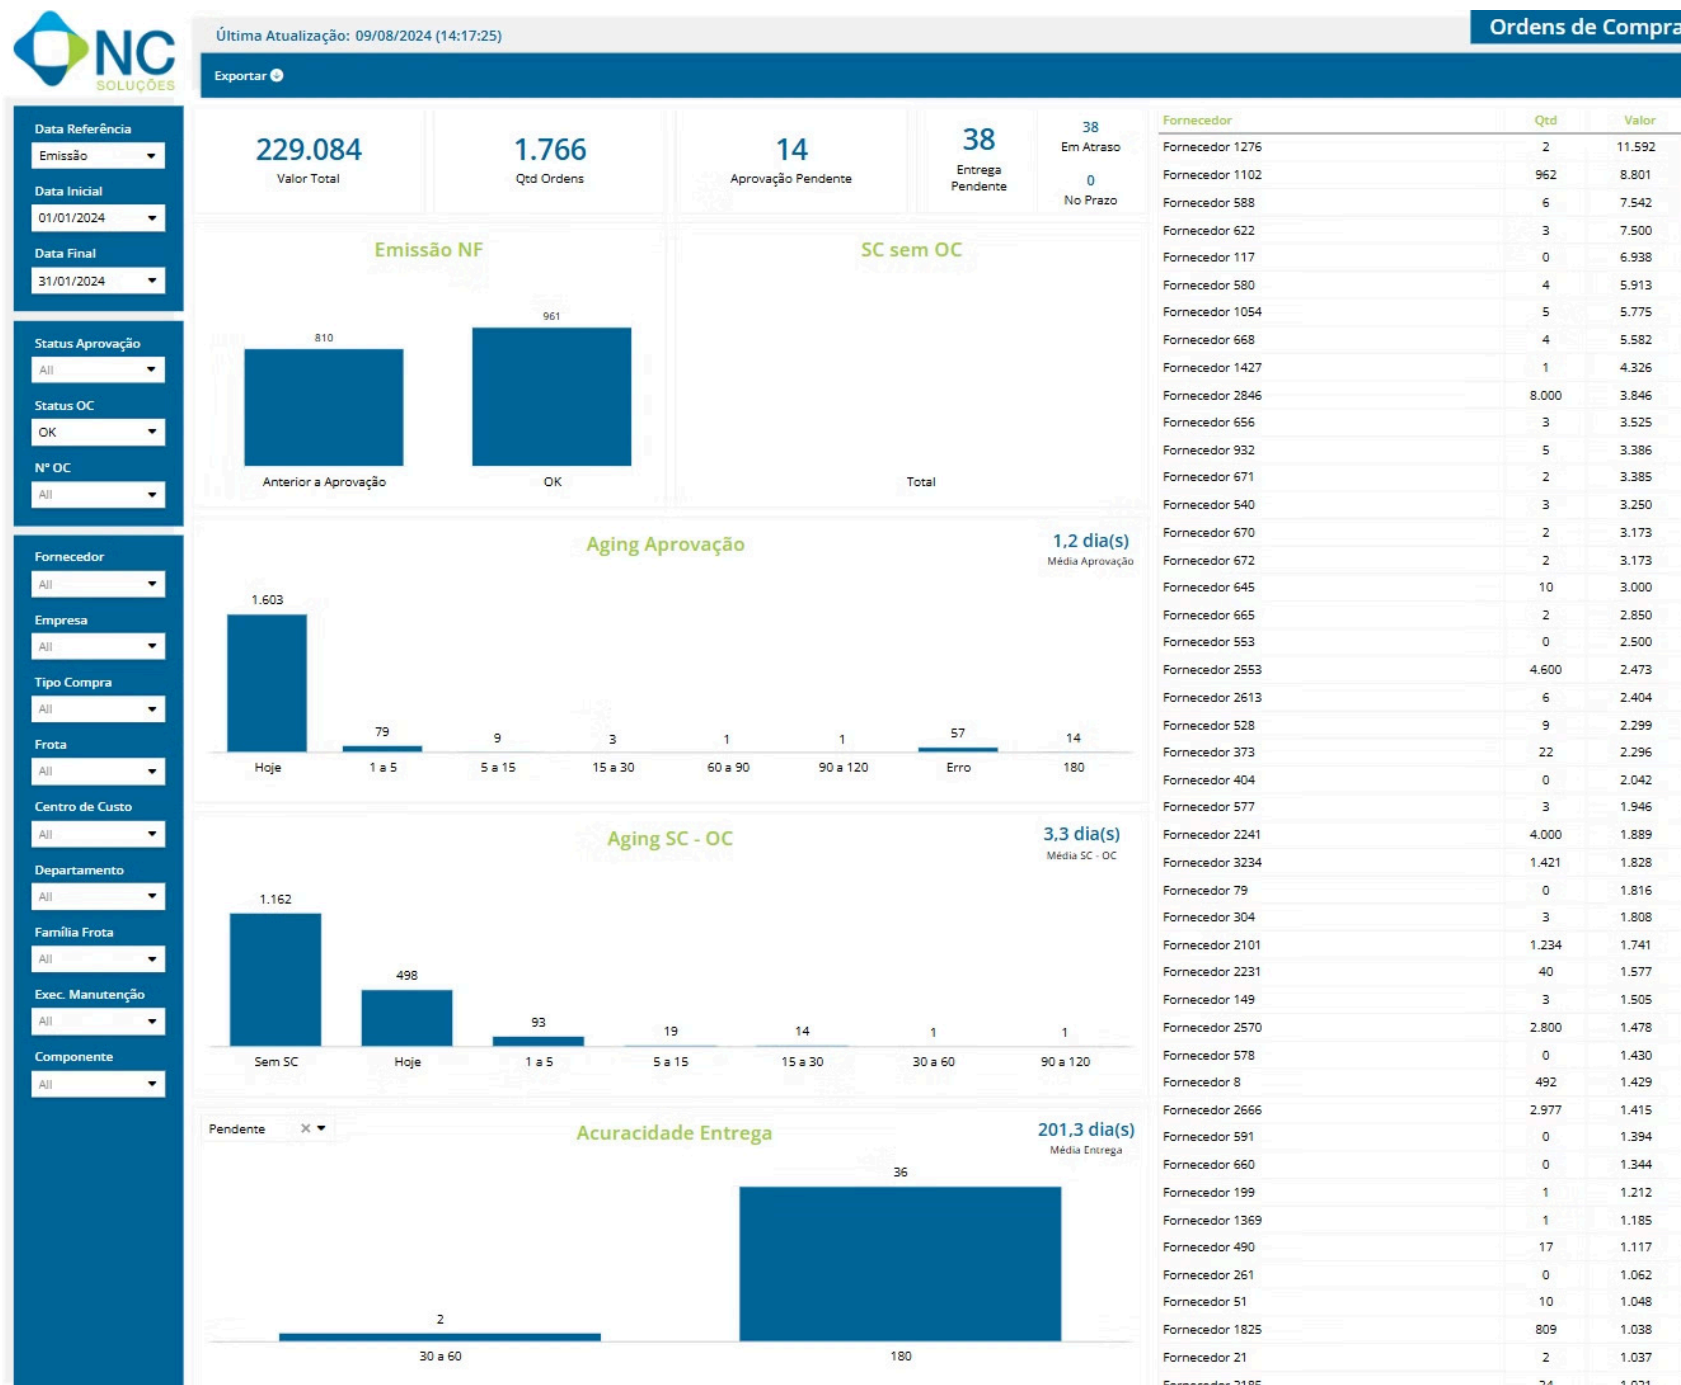 NC
SOLUÇÕES
Última Atualização: 09/08/2024 (14:17:25)
Ordens de Compra
Exportar
Data Referência
Emissão
Data Inicial
01/01/2024
Data Final
31/01/2024
Status Aprovação
All
Status OC
OK
Nº OC
All
Fornecedor
All
Empresa
All
Tipo Compra
All
Frota
All
Centro de Custo
All
Departamento
All
Família Frota
All
Exec. Manutenção
All
Componente
All
229.084
Valor Total
1.766
Qtd Ordens
14
Aprovação Pendente
38
Entrega
Pendente
38
Em Atraso
0
No Prazo
Emissão NF
810
961
Anterior a Aprovação OK
SC sem OC
Total
Aging Aprovação
1,2 dia(s)
Média Aprovação
1.603 79 9 3 1 1 57 14
Hoje 1 a 5 5 a 15 15 a 30 60 a 90 90 a 120 Erro 180
Aging SC - OC
3,3 dia(s)
Média SC - OC
1.162 498 93 19 14 1 1
Sem SC Hoje 1 a 5 5 a 15 15 a 30 30 a 60 90 a 120
Pendente
Acuracidade Entrega
201,3 dia(s)
Média Entrega
2 36
30 a 60 180
Fornecedor Qtd Valor
Fornecedor 1276 2 11.592
Fornecedor 1102 962 8.801
Fornecedor 588 6 7.542
Fornecedor 622 3 7.500
Fornecedor 117 0 6.938
Fornecedor 580 4 5.913
Fornecedor 1054 5 5.775
Fornecedor 668 4 5.582
Fornecedor 1427 1 4.326
Fornecedor 2846 8.000 3.846
Fornecedor 656 3 3.525
Fornecedor 932 5 3.386
Fornecedor 671 2 3.385
Fornecedor 540 3 3.250
Fornecedor 670 2 3.173
Fornecedor 672 2 3.173
Fornecedor 645 10 3.000
Fornecedor 665 2 2.850
Fornecedor 553 0 2.500
Fornecedor 2553 4.600 2.473
Fornecedor 2613 6 2.404
Fornecedor 528 9 2.299
Fornecedor 373 22 2.296
Fornecedor 404 0 2.042
Fornecedor 577 3 1.946
Fornecedor 2241 4.000 1.889
Fornecedor 3234 1.421 1.828
Fornecedor 79 0 1.816
Fornecedor 304 3 1.808
Fornecedor 2101 1.234 1.741
Fornecedor 2231 40 1.577
Fornecedor 149 3 1.505
Fornecedor 2570 2.800 1.478
Fornecedor 578 0 1.430
Fornecedor 8 492 1.429
Fornecedor 2666 2.977 1.415
Fornecedor 591 0 1.394
Fornecedor 660 0 1.344
Fornecedor 199 1 1.212
Fornecedor 1369 1 1.185
Fornecedor 490 17 1.117
Fornecedor 261 0 1.062
Fornecedor 51 10 1.048
Fornecedor 1825 809 1.038
Fornecedor 21 2 1.037